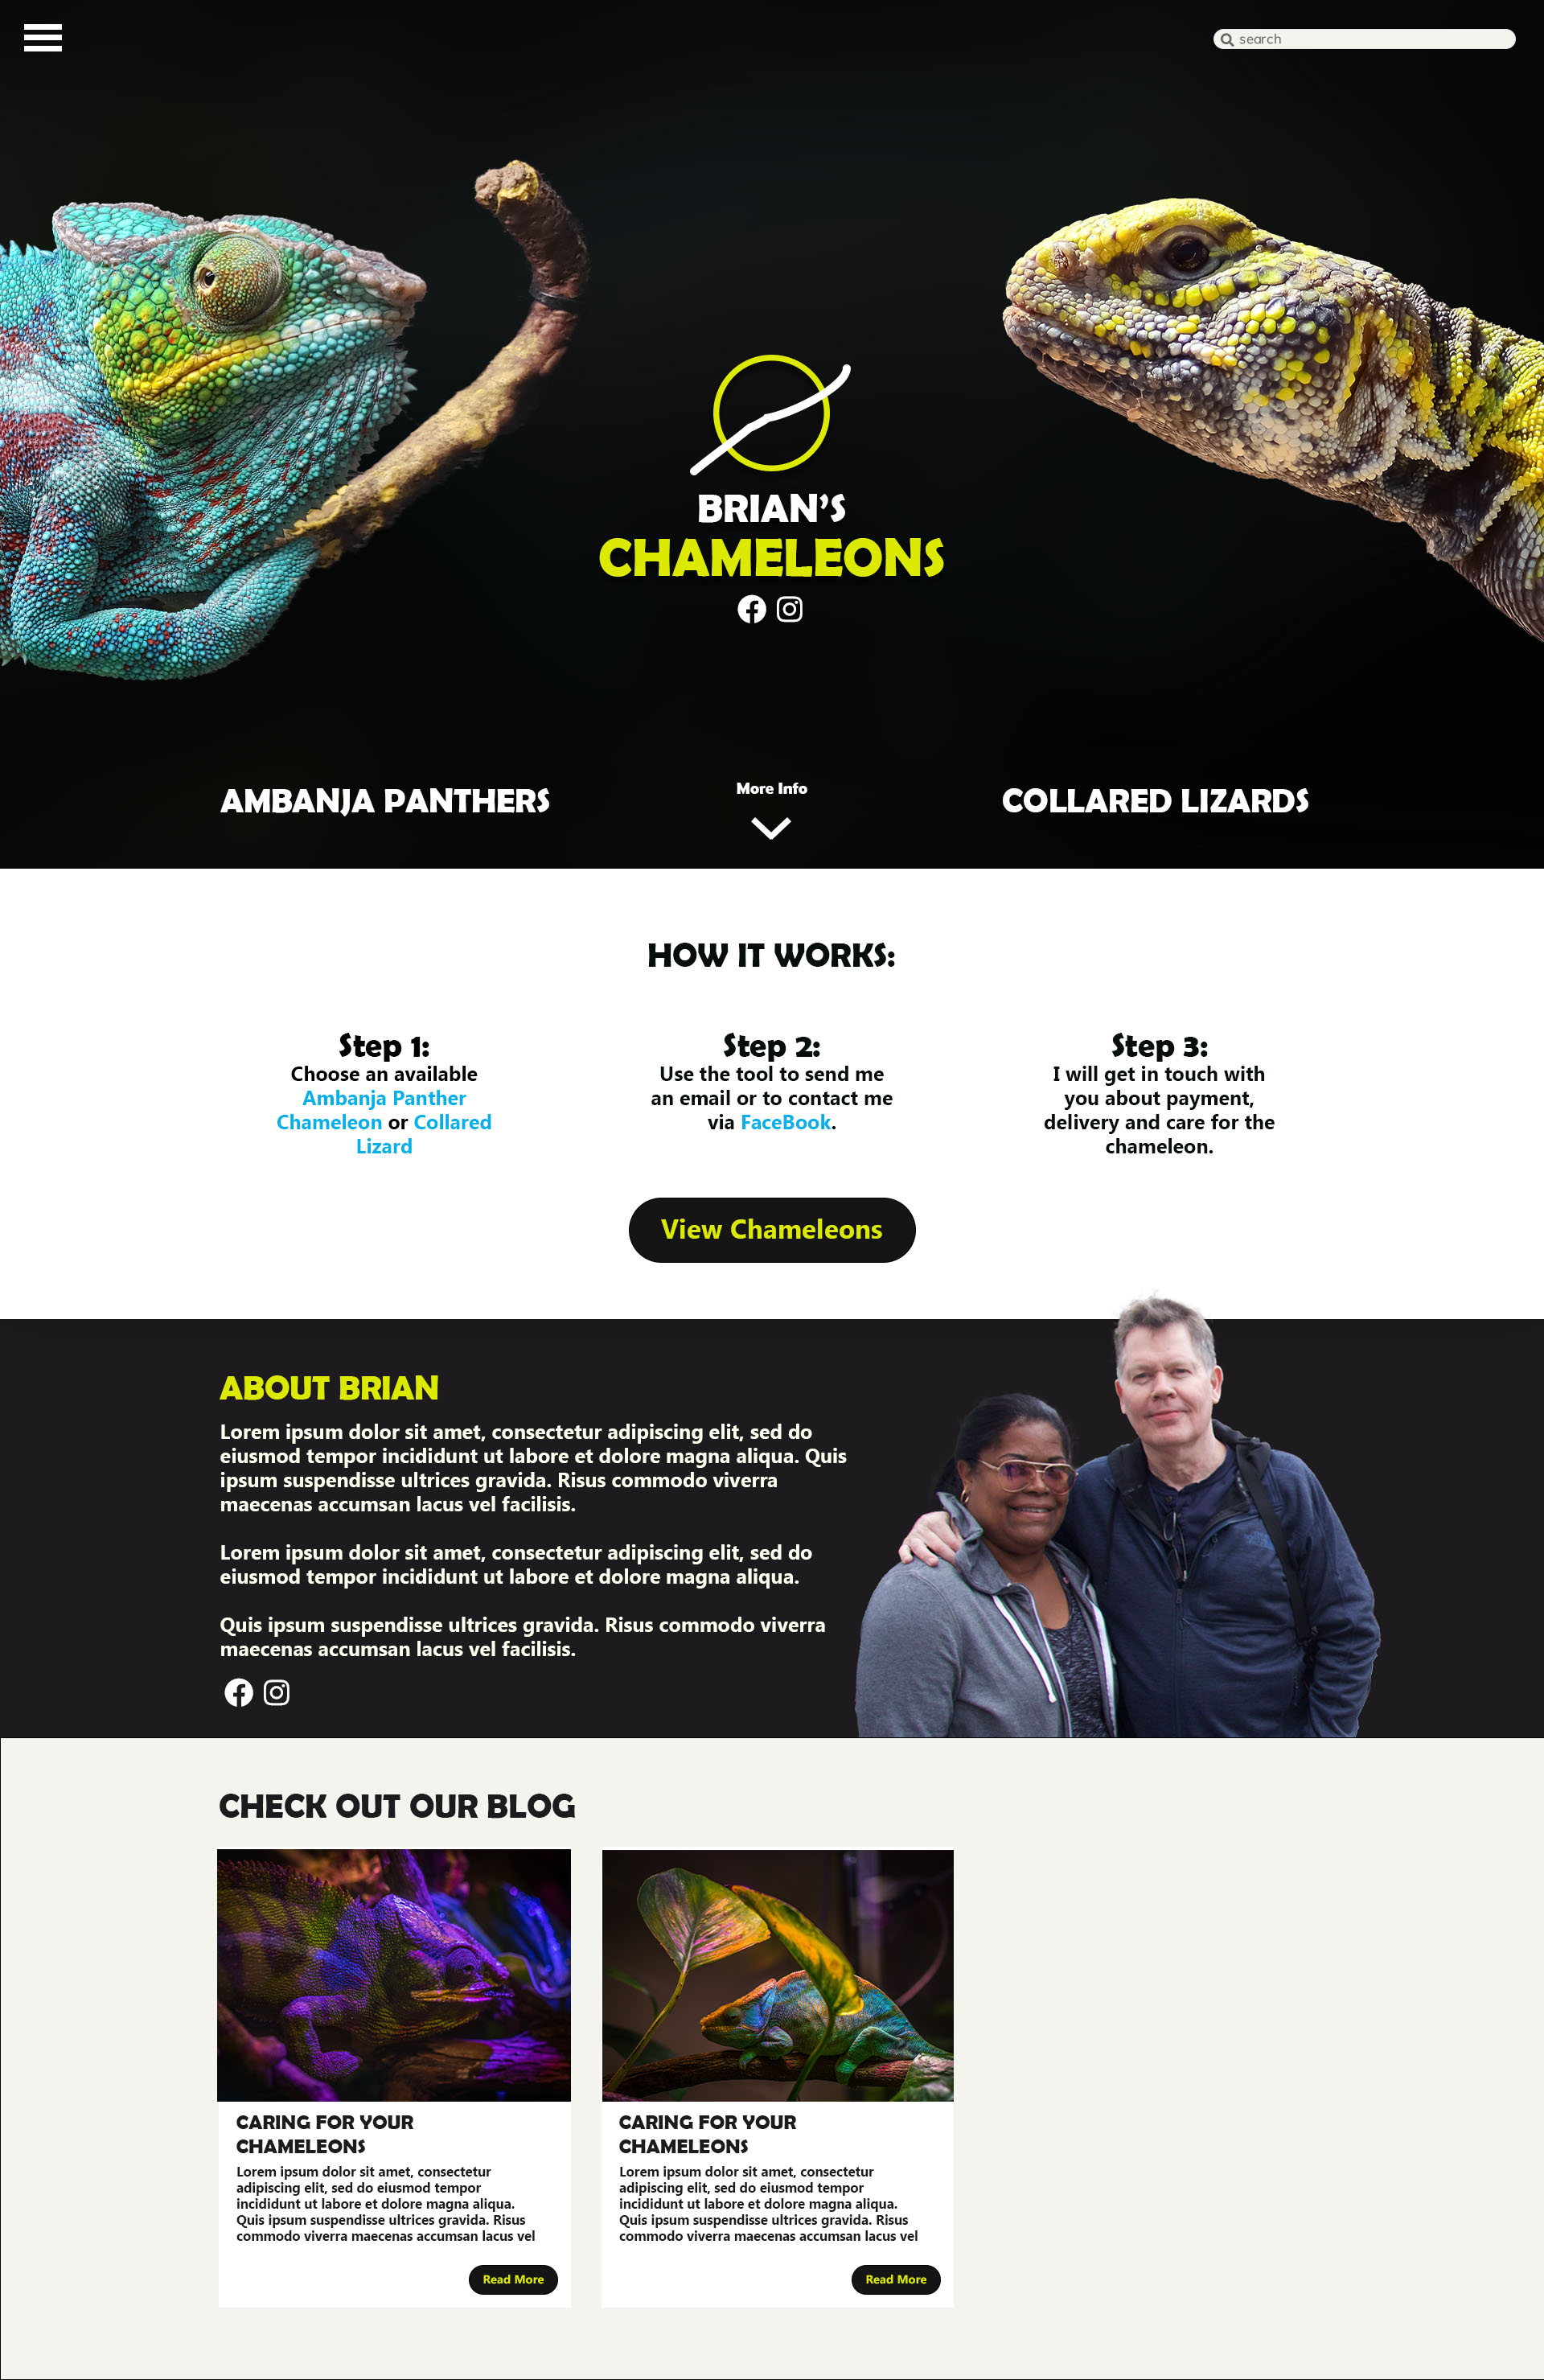 search
BRIAN'S
CHAMELEONS
AMBANJA PANTHERS
More Info
COLLARED LIZARDS
HOW IT WORKS:
Step 1:
Choose an available
Ambanja Panther
Chameleon or Collared
Lizard
Step 2:
Use the tool to send me
an email or to contact me
via FaceBook.
Step 3:
I will get in touch with
you about payment,
delivery and care for the
chameleon.
View Chameleons
ABOUT BRIAN
Lorem ipsum dolor sit amet, consectetur adipiscing elit, sed do
eiusmod tempor incididunt ut labore et dolore magna aliqua. Quis
ipsum suspendisse ultrices gravida. Risus commodo viverra
maecenas accumsan lacus vel facilisis.
Lorem ipsum dolor sit amet, consectetur adipiscing elit, sed do
eiusmod tempor incididunt ut labore et dolore magna aliqua.
Quis ipsum suspendisse ultrices gravida. Risus commodo viverra
maecenas accumsan lacus vel facilisis.
CHECK OUT OUR BLOG
CARING FOR YOUR
CHAMELEONS
Lorem ipsum dolor sit amet, consectetur
adipiscing elit, sed do eiusmod tempor
incididunt ut labore et dolore magna aliqua.
Quis ipsum suspendisse ultrices gravida. Risus
commodo viverra maecenas accumsan lacus vel
Read More
CARING FOR YOUR
CHAMELEONS
Lorem ipsum dolor sit amet, consectetur
adipiscing elit, sed do eiusmod tempor
incididunt ut labore et dolore magna aliqua.
Quis ipsum suspendisse ultrices gravida. Risus
commodo viverra maecenas accumsan lacus vel
Read More